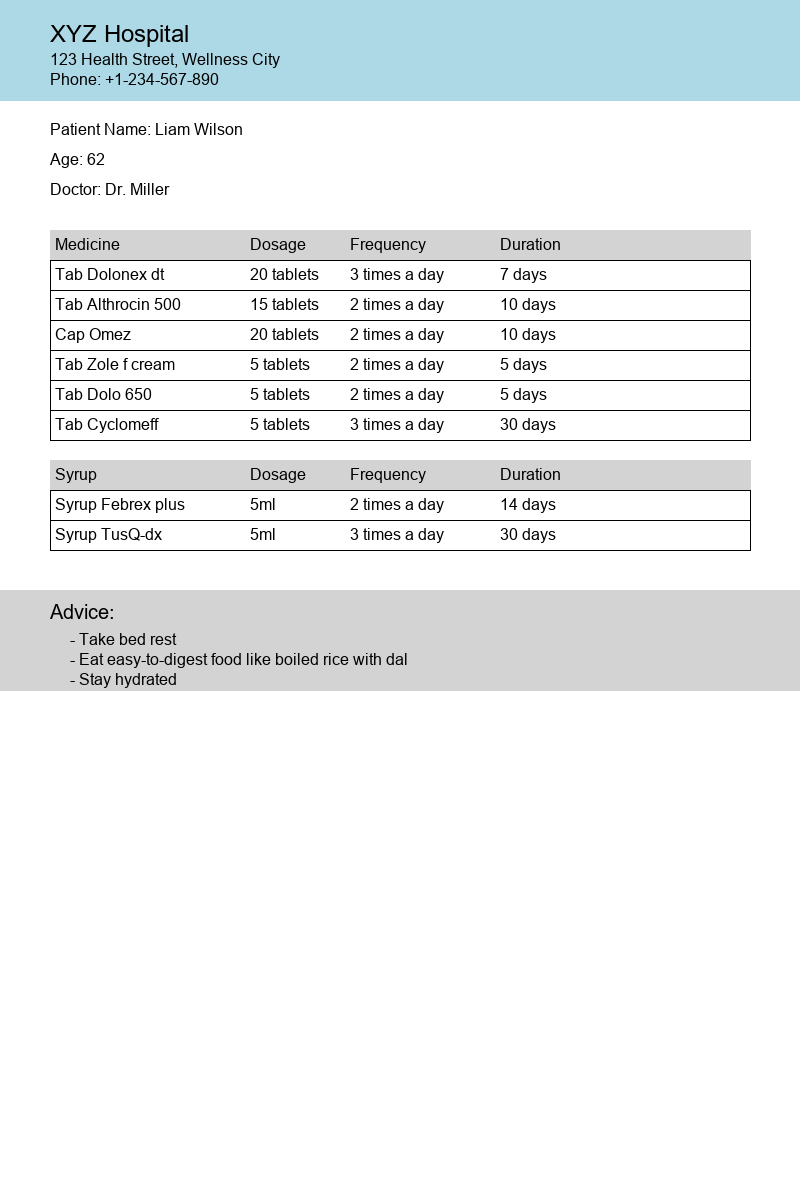 XYZ Hospital
123 Health Street, Wellness City
Phone: +1-234-567-890
Patient Name: Liam Wilson
Age: 62
Doctor: Dr. Miller
Medicine Dosage Frequency Duration
Tab Dolonex dt 20 tablets 3 times a day 7 days
Tab Althrocin 500 15 tablets 2 times a day 10 days
Cap Omez 20 tablets 2 times a day 10 days
Tab Zole f cream 5 tablets 2 times a day 5 days
Tab Dolo 650 5 tablets 2 times a day 5 days
Tab Cyclomeff 5 tablets 3 times a day 30 days
Syrup Dosage Frequency Duration
Syrup Febrex plus 5ml 2 times a day 14 days
Syrup TusQ-dx 5ml 3 times a day 30 days
Advice:
- Take bed rest
- Eat easy-to-digest food like boiled rice with dal
- Stay hydrated